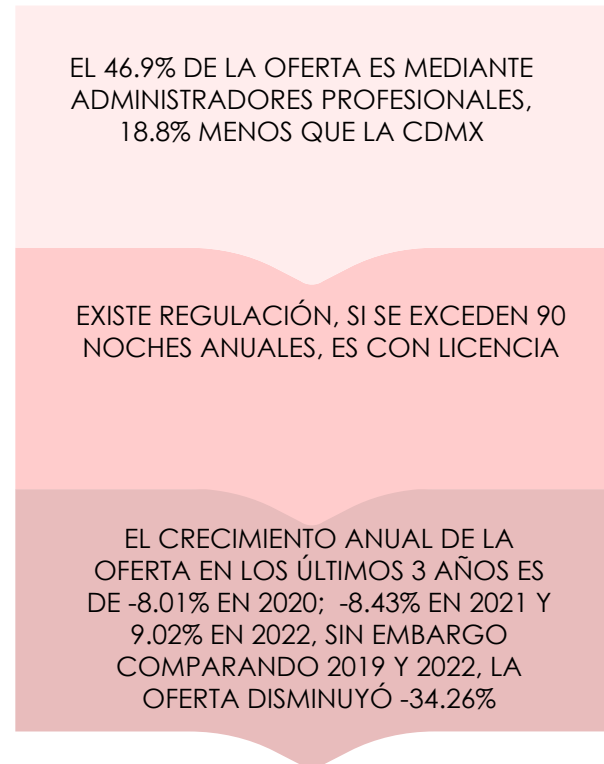 EL 46.9% DE LA OFERTA ES MEDIANTE
ADMINISTRADORES PROFESIONALES,
18.8% MENOS QUE LA CDMX
EXISTE REGULACIÓN, SI SE EXCEDEN 90
NOCHES ANUALES, ES CON LICENCIA
EL CRECIMIENTO ANUAL DE LA
OFERTA EN LOS ÚLTIMOS 3 AÑOS ES
DE -8.01% EN 2020;  -8.43% EN 2021 Y
9.02% EN 2022, SIN EMBARGO
COMPARANDO 2019 Y 2022, LA
OFERTA DISMINUYÓ -34.26%